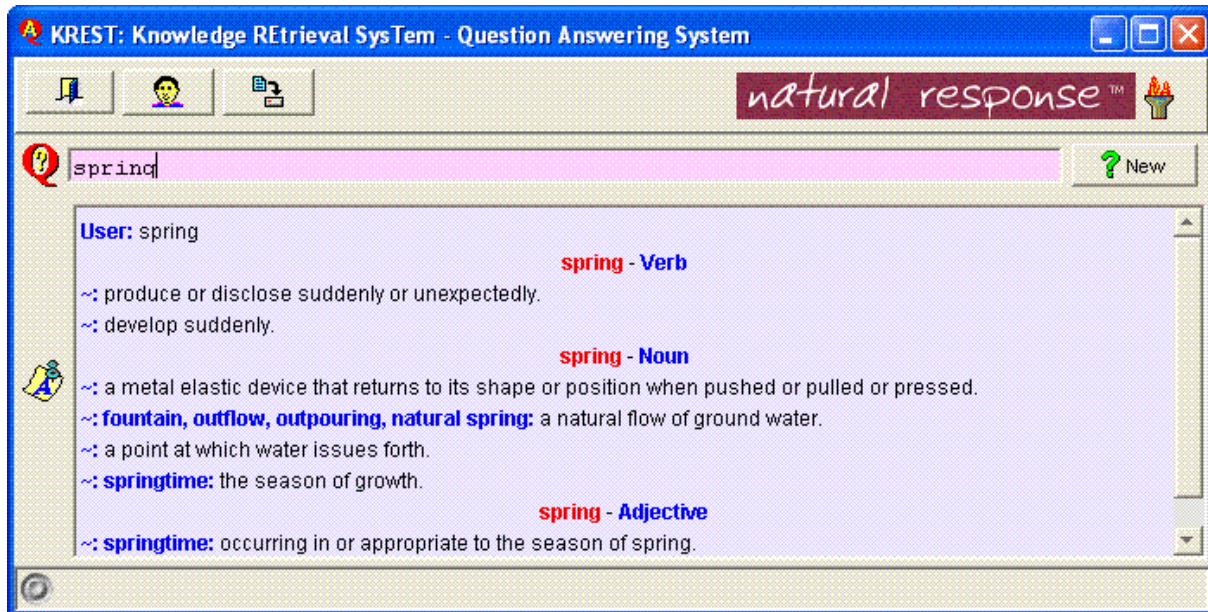 KREST: Knowledge REtrieval SysTem - Question Answering System
natural response™
spring
New
User: spring
spring - Verb
~: produce or disclose suddenly or unexpectedly.
~: develop suddenly.
spring - Noun
~: a metal elastic device that returns to its shape or position when pushed or pulled or pressed.
~: fountain, outflow, outpouring, natural spring: a natural flow of ground water.
~: a point at which water issues forth.
~: springtime: the season of growth.
spring - Adjective
~: springtime: occurring in or appropriate to the season of spring.